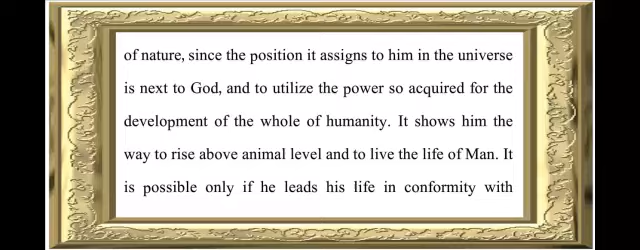 of nature, since the position it assigns to him in the universe
is next to God, and to utilize the power so acquired for the
development of the whole of humanity. It shows him the
way to rise above animal level and to live the life of Man. It
is possible only if he leads his life in conformity with